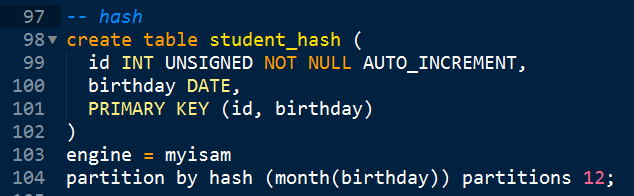 97 -- hash
98 create table student_hash (
99 id INT UNSIGNED NOT NULL AUTO_INCREMENT,
100 birthday DATE,
101 PRIMARY KEY (id, birthday)
102 )
103 engine = myisam
104 partition by hash (month(birthday)) partitions 12;